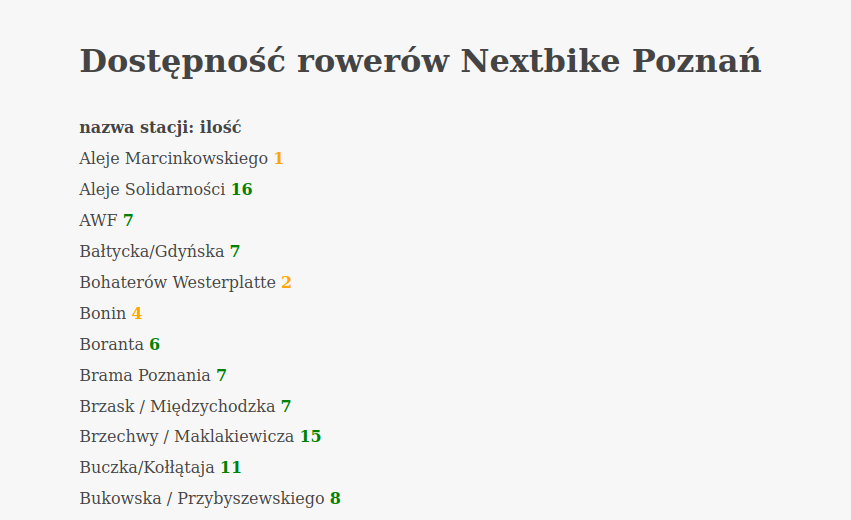 Dostępność rowerów Nextbike Poznań
nazwa stacji: ilość
Aleje Marcinkowskiego 1
Aleje Solidarności 16
AWF 7
Bałtycka/Gdyńska 7
Bohaterów Westerplatte 2
Bonin 4
Boranta 6
Brama Poznania 7
Brzask / Międzychodzka 7
Brzechwy / Maklakiewicza 15
Buczka/Kołłątaja 11
Bukowska / Przybyszewskiego 8